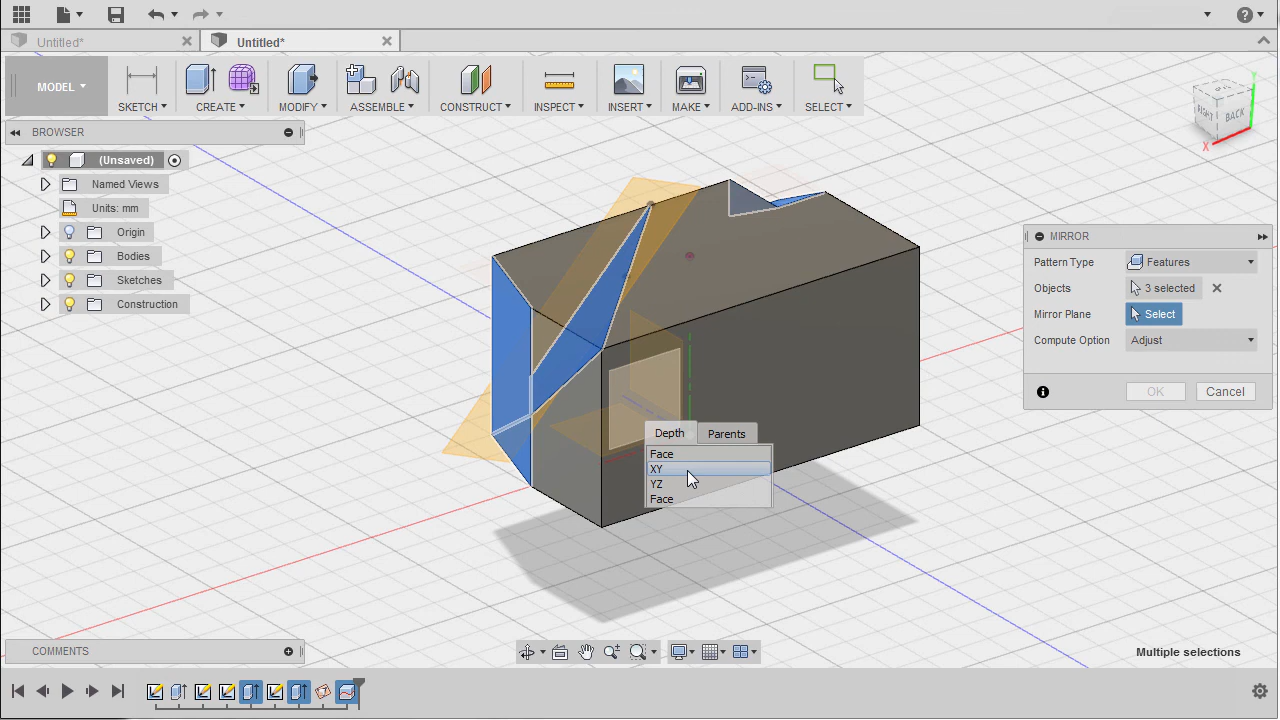 Untitled*
Untitled*
MODEL
SKETCH
CREATE
MODIFY
ASSEMBLE
CONSTRUCT
INSPECT
INSERT
MAKE
ADD-INS
SELECT
BROWSER
(Unsaved)
Named Views
Units: mm
Origin
Bodies
Sketches
Construction
Y
RIGHT
BACK
X
MIRROR
Pattern Type
Features
Objects
3 selected
Mirror Plane
Select
Compute Option
Adjust
OK
Cancel
Depth
Parents
Face
XY
YZ
Face
COMMENTS
Multiple selections